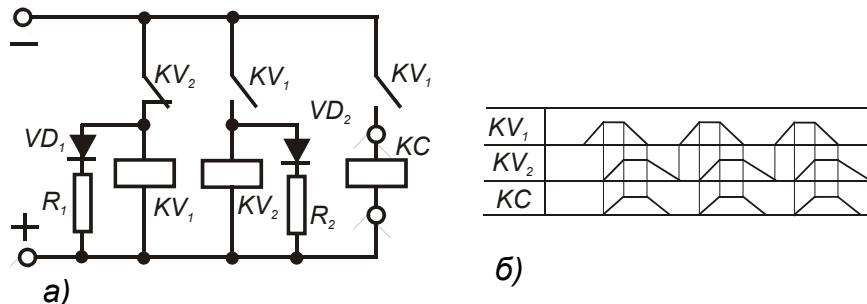 −
KV₂
KV₁
KV₁
VD₁
VD₂
KC
R₁
KV₁
KV₂
R₂
+
а)
KV₁
KV₂
KC
б)